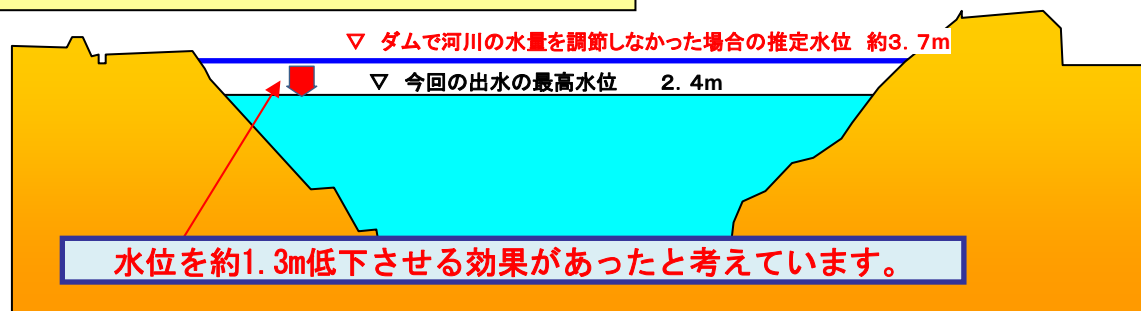 ▽ ダムで河川の水量を調節しなかった場合の推定水位 約3.7m
▽ 今回の出水の最高水位 2.4m
水位を約1.3m低下させる効果があったと考えています。